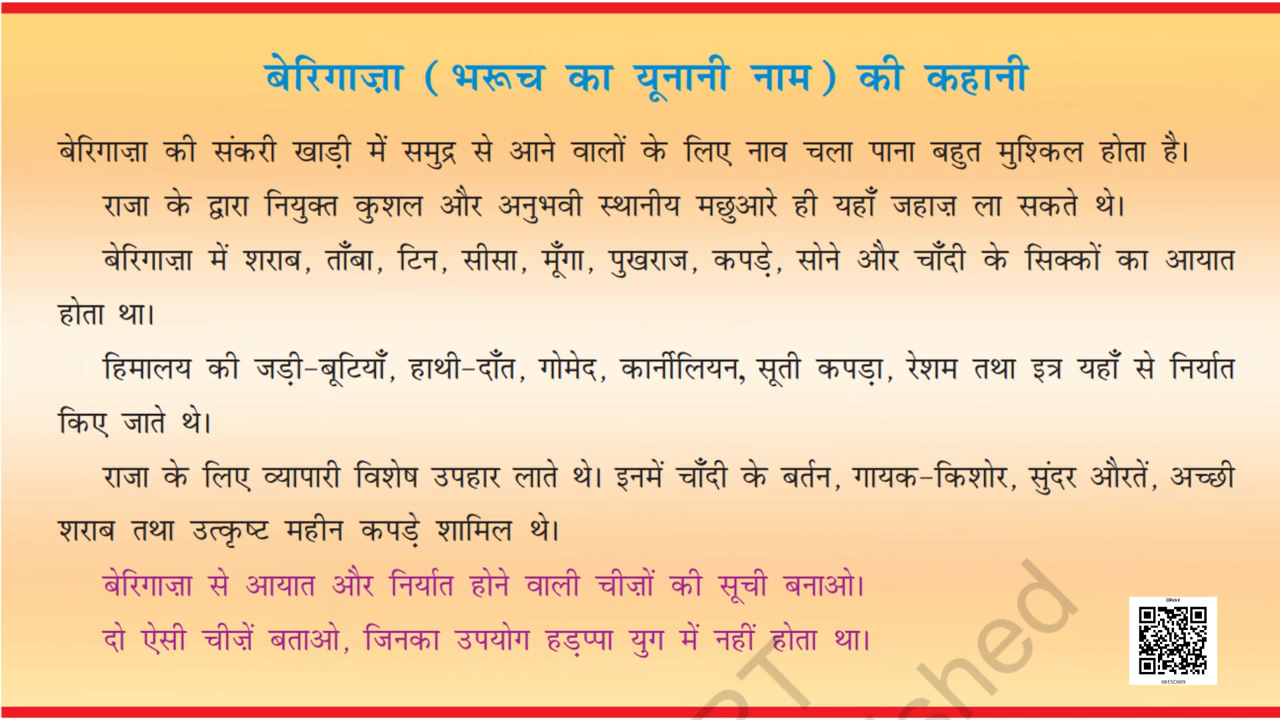 बेरिगाज़ा (भरूच का यूनानी नाम) की कहानी
बेरिगाज़ा की संकरी खाड़ी में समुद्र से आने वालों के लिए नाव चला पाना बहुत मुश्किल होता है।
राजा के द्वारा नियुक्त कुशल और अनुभवी स्थानीय मछुआरे ही यहाँ जहाज़ ला सकते थे।
बेरिगाज़ा में शराब, ताँबा, टिन, सीसा, मूँगा, पुखराज, कपड़े, सोने और चाँदी के सिक्कों का आयात
होता था।
हिमालय की जड़ी-बूटियाँ, हाथी-दाँत, गोमेद, कार्नीलियन, सूती कपड़ा, रेशम तथा इत्र यहाँ से निर्यात
किए जाते थे।
राजा के लिए व्यापारी विशेष उपहार लाते थे। इनमें चाँदी के बर्तन, गायक-किशोर, सुंदर औरतें, अच्छी
शराब तथा उत्कृष्ट महीन कपड़े शामिल थे।
बेरिगाज़ा से आयात और निर्यात होने वाली चीज़ों की सूची बनाओ।
दो ऐसी चीज़ें बताओ, जिनका उपयोग हड़प्पा युग में नहीं होता था।
0655CH09